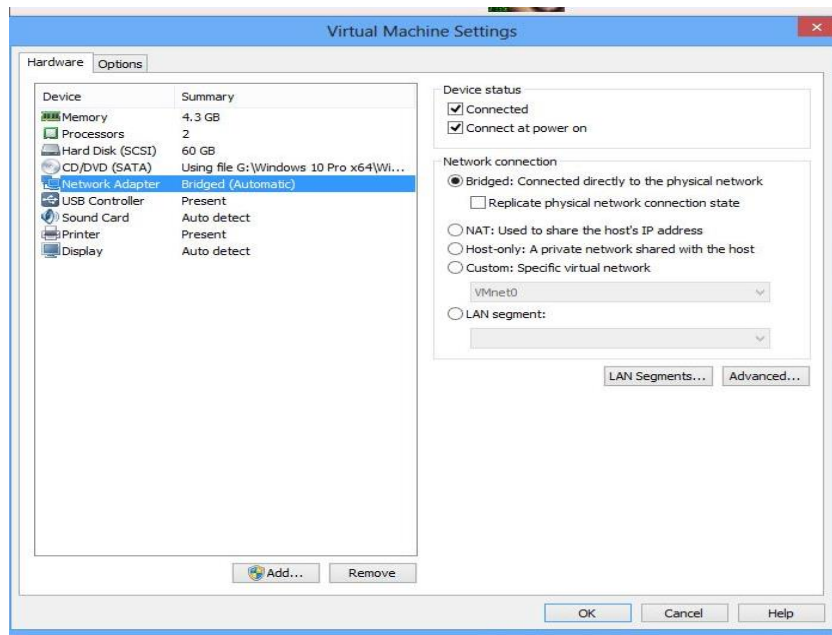 Virtual Machine Settings
Hardware Options
Device Summary
Memory 4.3 GB
Processors 2
Hard Disk (SCSI) 60 GB
CD/DVD (SATA) Using file G:\Windows 10 Pro x64\Wi...
Network Adapter Bridged (Automatic)
USB Controller Present
Sound Card Auto detect
Printer Present
Display Auto detect
Add... Remove
Device status
Connected
Connect at power on
Network connection
Bridged: Connected directly to the physical network
Replicate physical network connection state
NAT: Used to share the host's IP address
Host-only: A private network shared with the host
Custom: Specific virtual network
VMnet0
LAN segment:
LAN Segments... Advanced...
OK Cancel Help